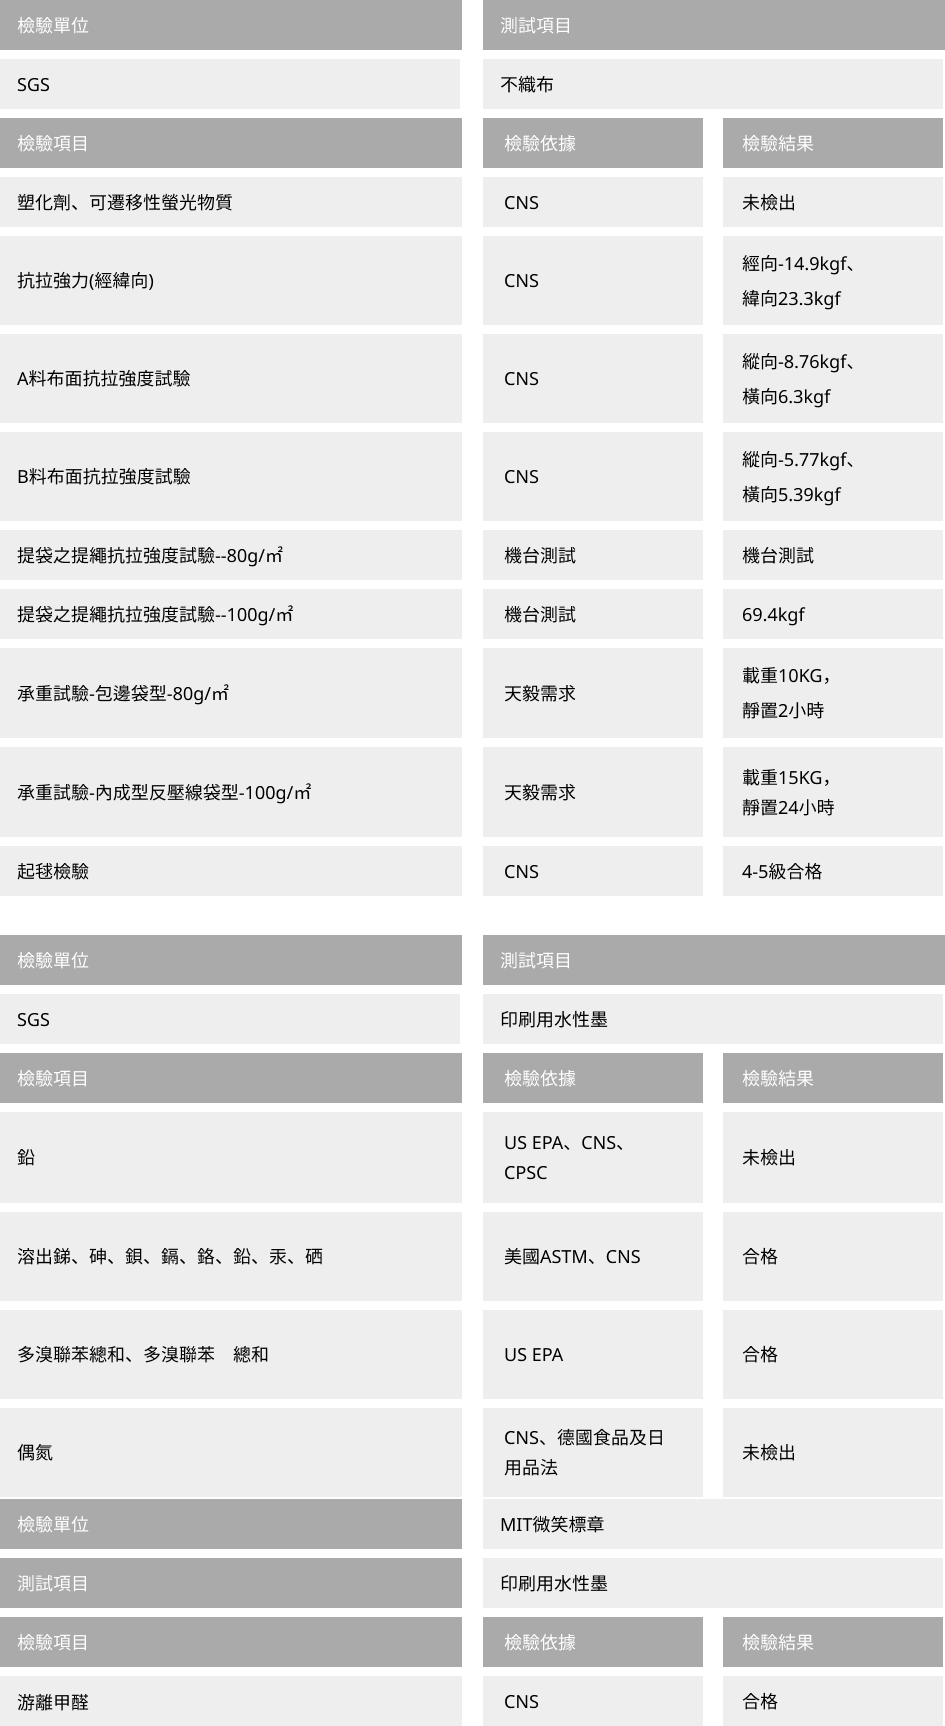 檢驗單位 測試項目
SGS 不織布
檢驗項目 檢驗依據 檢驗結果
塑化劑、可遷移性螢光物質 CNS 未檢出
抗拉強力(經緯向) CNS 經向-14.9kgf、
緯向23.3kgf
A料布面抗拉強度試驗 CNS 縱向-8.76kgf、
橫向6.3kgf
B料布面抗拉強度試驗 CNS 縱向-5.77kgf、
橫向5.39kgf
提袋之提繩抗拉強度試驗--80g/㎡ 機台測試 機台測試
提袋之提繩抗拉強度試驗--100g/㎡ 機台測試 69.4kgf
承重試驗-包邊袋型-80g/㎡ 天毅需求 載重10KG，
靜置2小時
承重試驗-內成型反壓線袋型-100g/㎡ 天毅需求 載重15KG，
靜置24小時
起毬檢驗 CNS 4-5級合格
檢驗單位 測試項目
SGS 印刷用水性墨
檢驗項目 檢驗依據 檢驗結果
鉛 US EPA、CNS、
CPSC 未檢出
溶出銻、砷、鋇、鎘、鉻、鉛、汞、硒 美國ASTM、CNS 合格
多溴聯苯總和、多溴聯苯　總和 US EPA 合格
偶氮 CNS、德國食品及日
用品法 未檢出
檢驗單位 MIT微笑標章
測試項目 印刷用水性墨
檢驗項目 檢驗依據 檢驗結果
游離甲醛 CNS 合格